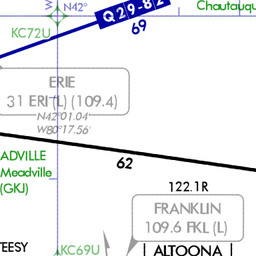 W
N42°
Chautauqu
Q29-82
69
KC72U
ERIE
31 ERI (L) (109.4)
N42°01.04'
W80°17.56'
ADVILLE
Meadville
(GKJ)
62
122.1R
FRANKLIN
109.6 FKL (L)
TEESY
KC69U
ALTOONA